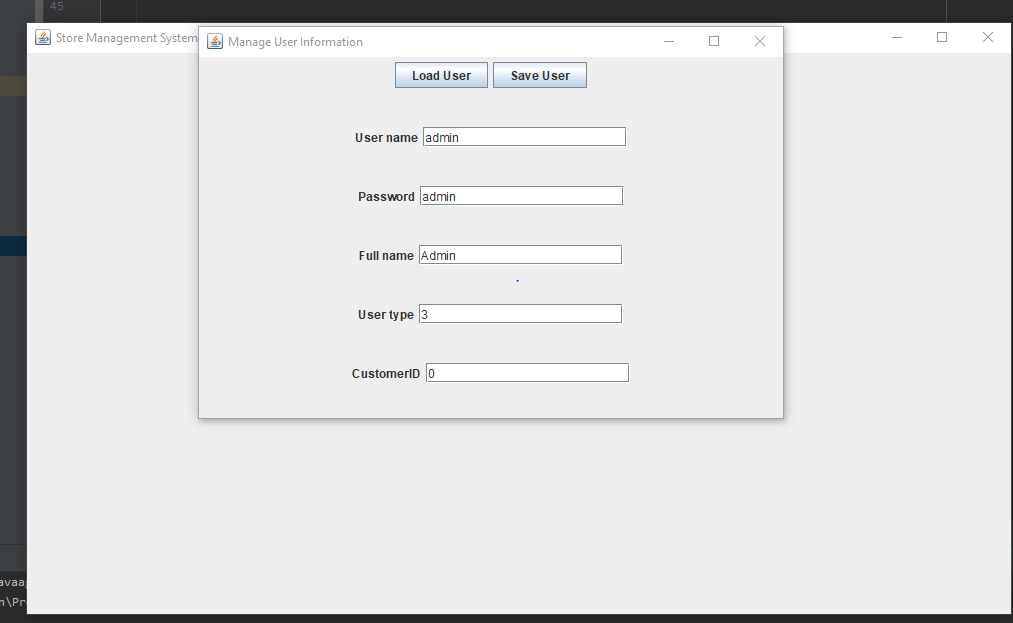 45
Store Management System
Manage User Information
Load User Save User
User name admin
Password admin
Full name Admin
User type 3
CustomerID 0
avaa
n\Pr